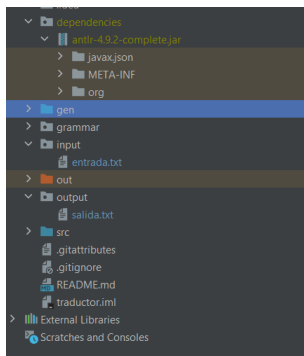 dependencies
antlr-4.9.2-complete.jar
javax.json
META-INF
org
gen
grammar
input
entrada.txt
out
output
salida.txt
src
.gitattributes
.gitignore
README.md
traductor.iml
External Libraries
Scratches and Consoles